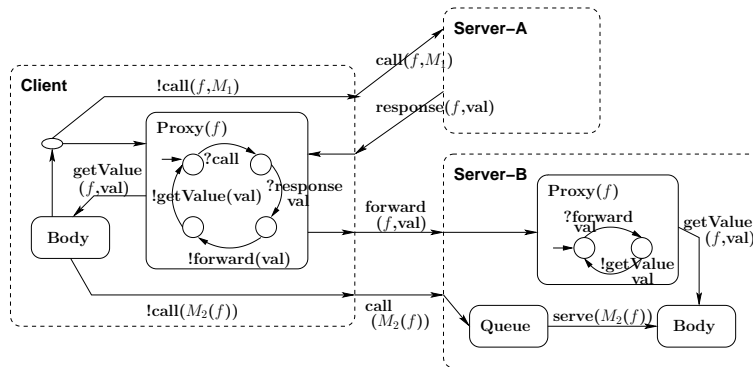 Server–A
Client
!call(f,M₁)
call(f,M₁)
response(f,val)
Proxy(f)
?call
getValue
(f,val)
!getValue(val)
?response
val
!forward(val)
Body
forward
(f,val)
Server–B
Proxy(f)
?forward
val
!getValue
val
getValue
(f,val)
!call(M₂(f))
call
(M₂(f))
Queue
serve(M₂(f))
Body